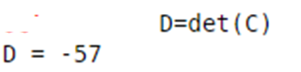 D=det(C)
D = -57